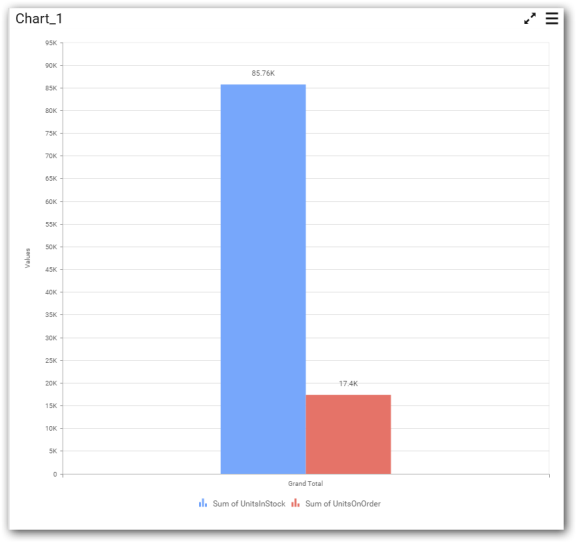 Chart_1
95K
90K
85.76K
85K
80K
75K
70K
65K
60K
55K
50K
Values
45K
40K
35K
30K
25K
20K
17.4K
15K
10K
5K
0
Grand Total
Sum of UnitsInStock Sum of UnitsOnOrder